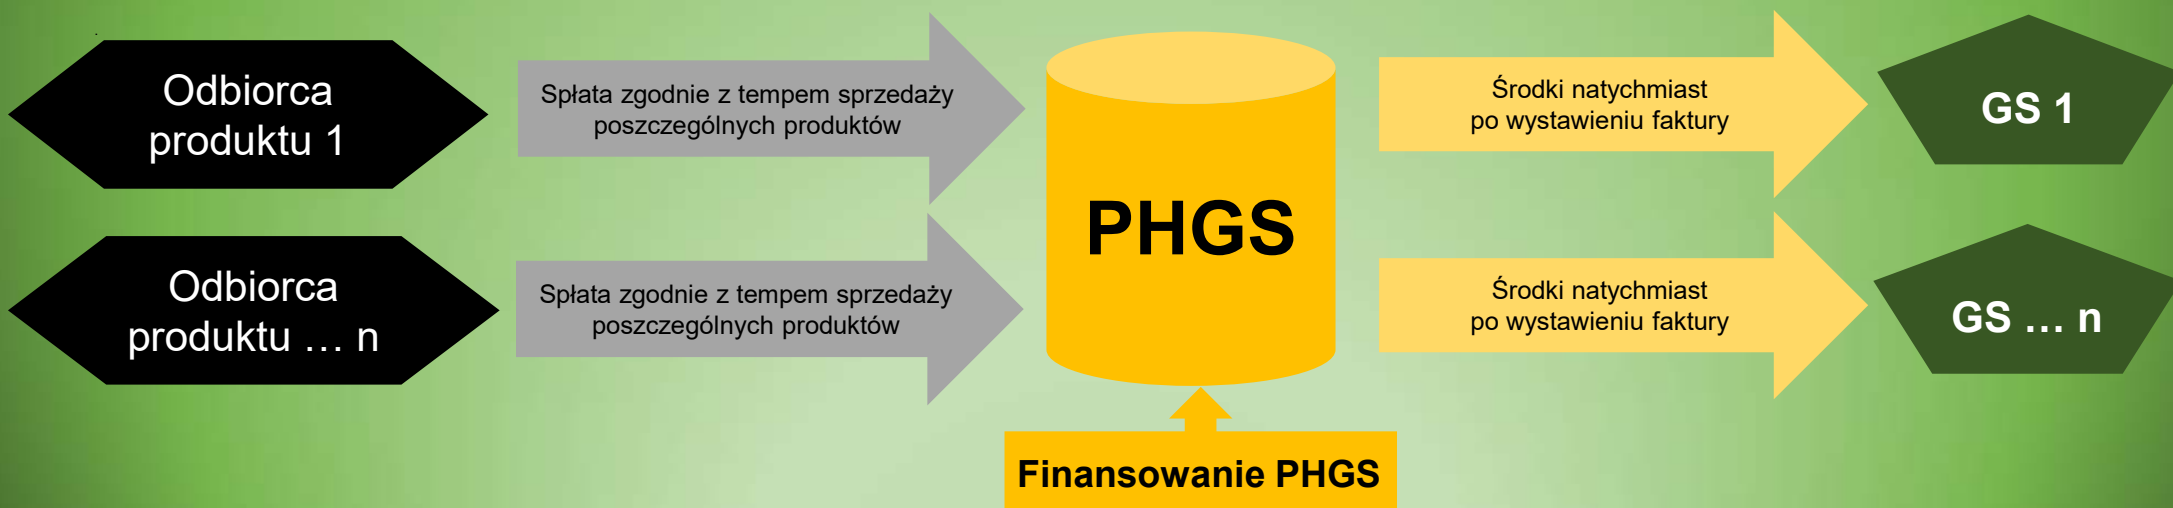 Odbiorca
produktu 1
Spłata zgodnie z tempem sprzedaży
poszczególnych produktów
PHGS
Środki natychmiast
po wystawieniu faktury
GS 1
Odbiorca
produktu … n
Spłata zgodnie z tempem sprzedaży
poszczególnych produktów
Środki natychmiast
po wystawieniu faktury
GS … n
Finansowanie PHGS